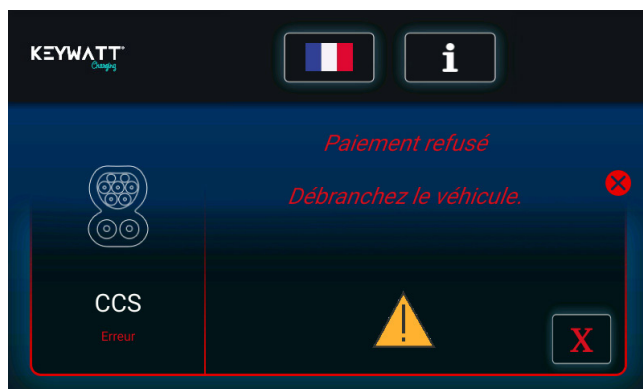 KEYWATT
Charging
i
Paiement refusé
Débranchez le véhicule.
CCS
Erreur
!
X